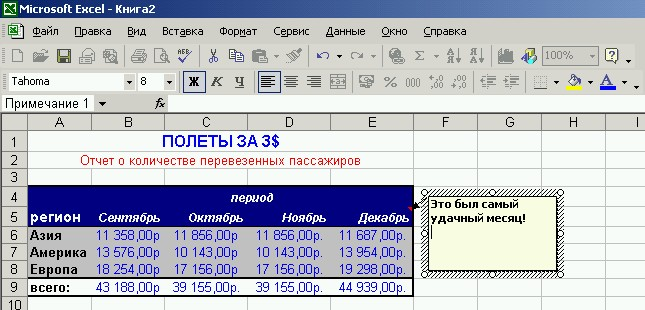 Microsoft Excel - Книга2
Файл Правка Вид Вставка Формат Сервис Данные Окно Справка
100%
Tahoma 8 Ж К Ч % 000
Примечание 1 fx
A B C D E F G H I
1 ПОЛЕТЫ ЗА 3$
2 Отчет о количестве перевезенных пассажиров
3
4 период
5 регион Сентябрь Октябрь Ноябрь Декабрь
6 Азия 11 358,00р 11 856,00р 11 856,00р. 11 687,00р.
7 Америка 13 576,00р 10 143,00р 10 143,00р. 13 954,00р.
8 Европа 18 254,00р 17 156,00р 17 156,00р. 19 298,00р.
9 всего: 43 188,00р 39 155,00р. 39 155,00р. 44 939,00р.
10
Это был самый
удачный месяц!